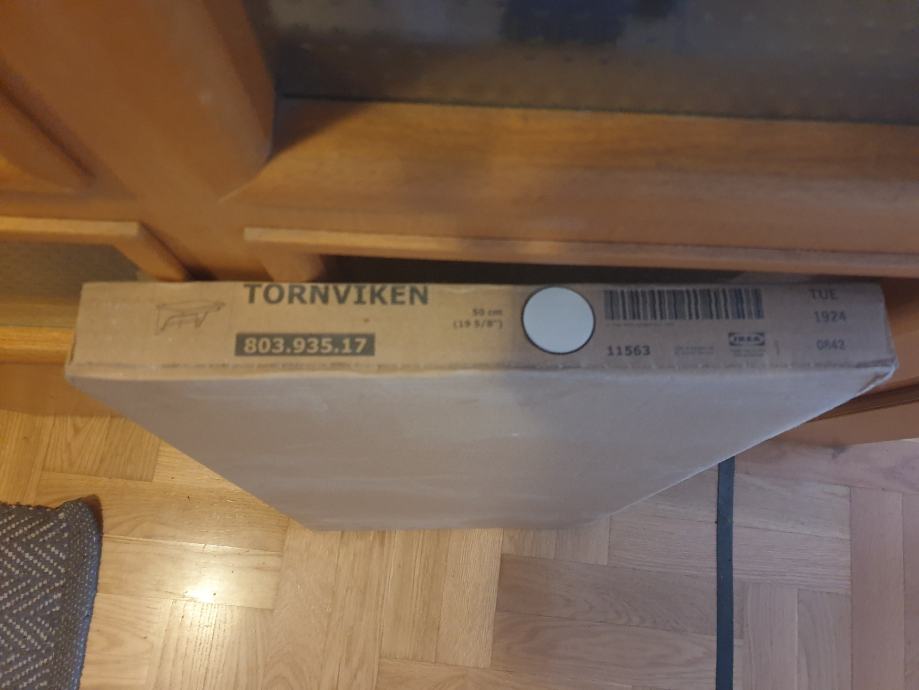 TORNVIKEN
803.935.17
50 cm
(19 5/8")
11563
IKEA
TUE
1924
0842